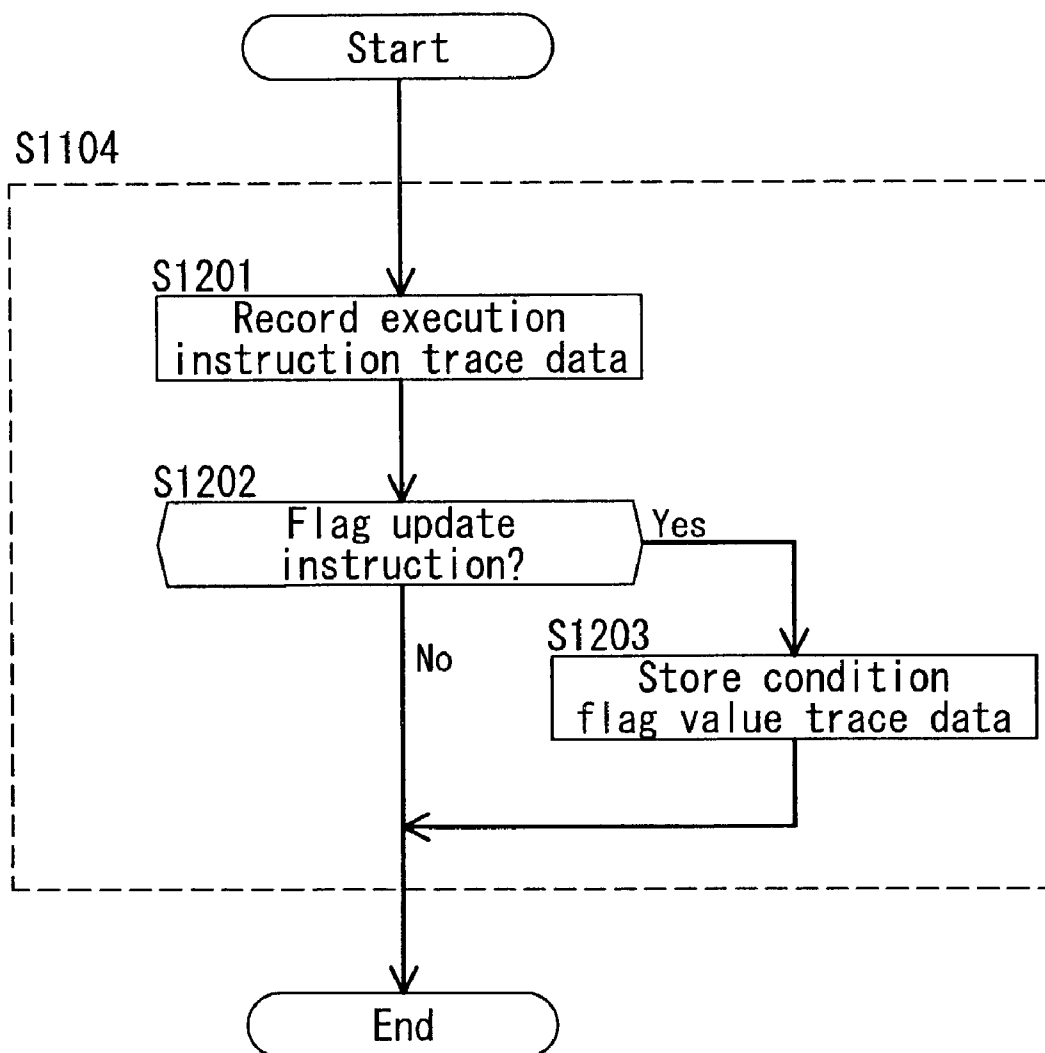 Start
S1104
S1201
Record execution
instruction trace data
S1202
Flag update
instruction?
Yes
No
S1203
Store condition
flag value trace data
End